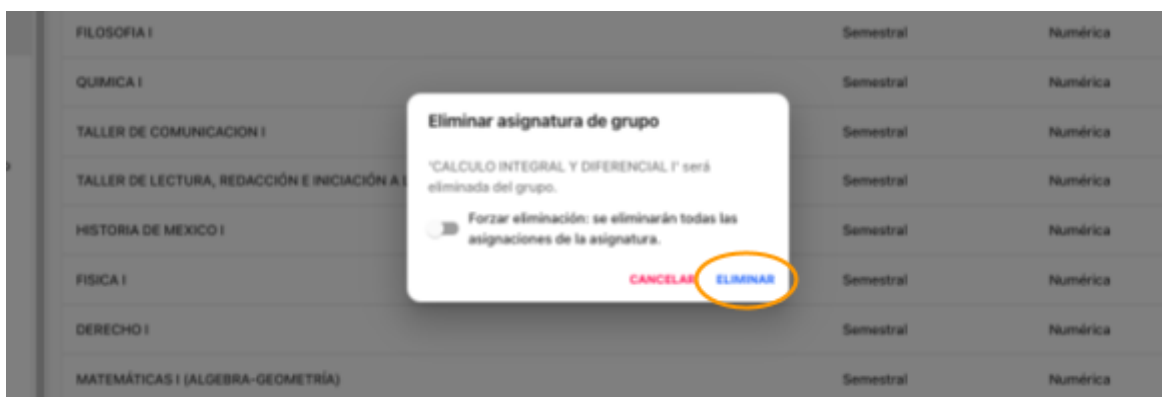 FILOSOFIA I Semestral Numérica
QUIMICA I Semestral Numérica
TALLER DE COMUNICACION I Semestral Numérica
TALLER DE LECTURA, REDACCIÓN E INICIACIÓN A L Semestral Numérica
HISTORIA DE MEXICO I Semestral Numérica
FISICA I Semestral Numérica
DERECHO I Semestral Numérica
MATEMÁTICAS I (ALGEBRA-GEOMETRÍA) Semestral Numérica
Eliminar asignatura de grupo
'CALCULO INTEGRAL Y DIFERENCIAL I' será
eliminada del grupo.
Forzar eliminación: se eliminarán todas las
asignaciones de la asignatura.
CANCELAR ELIMINAR